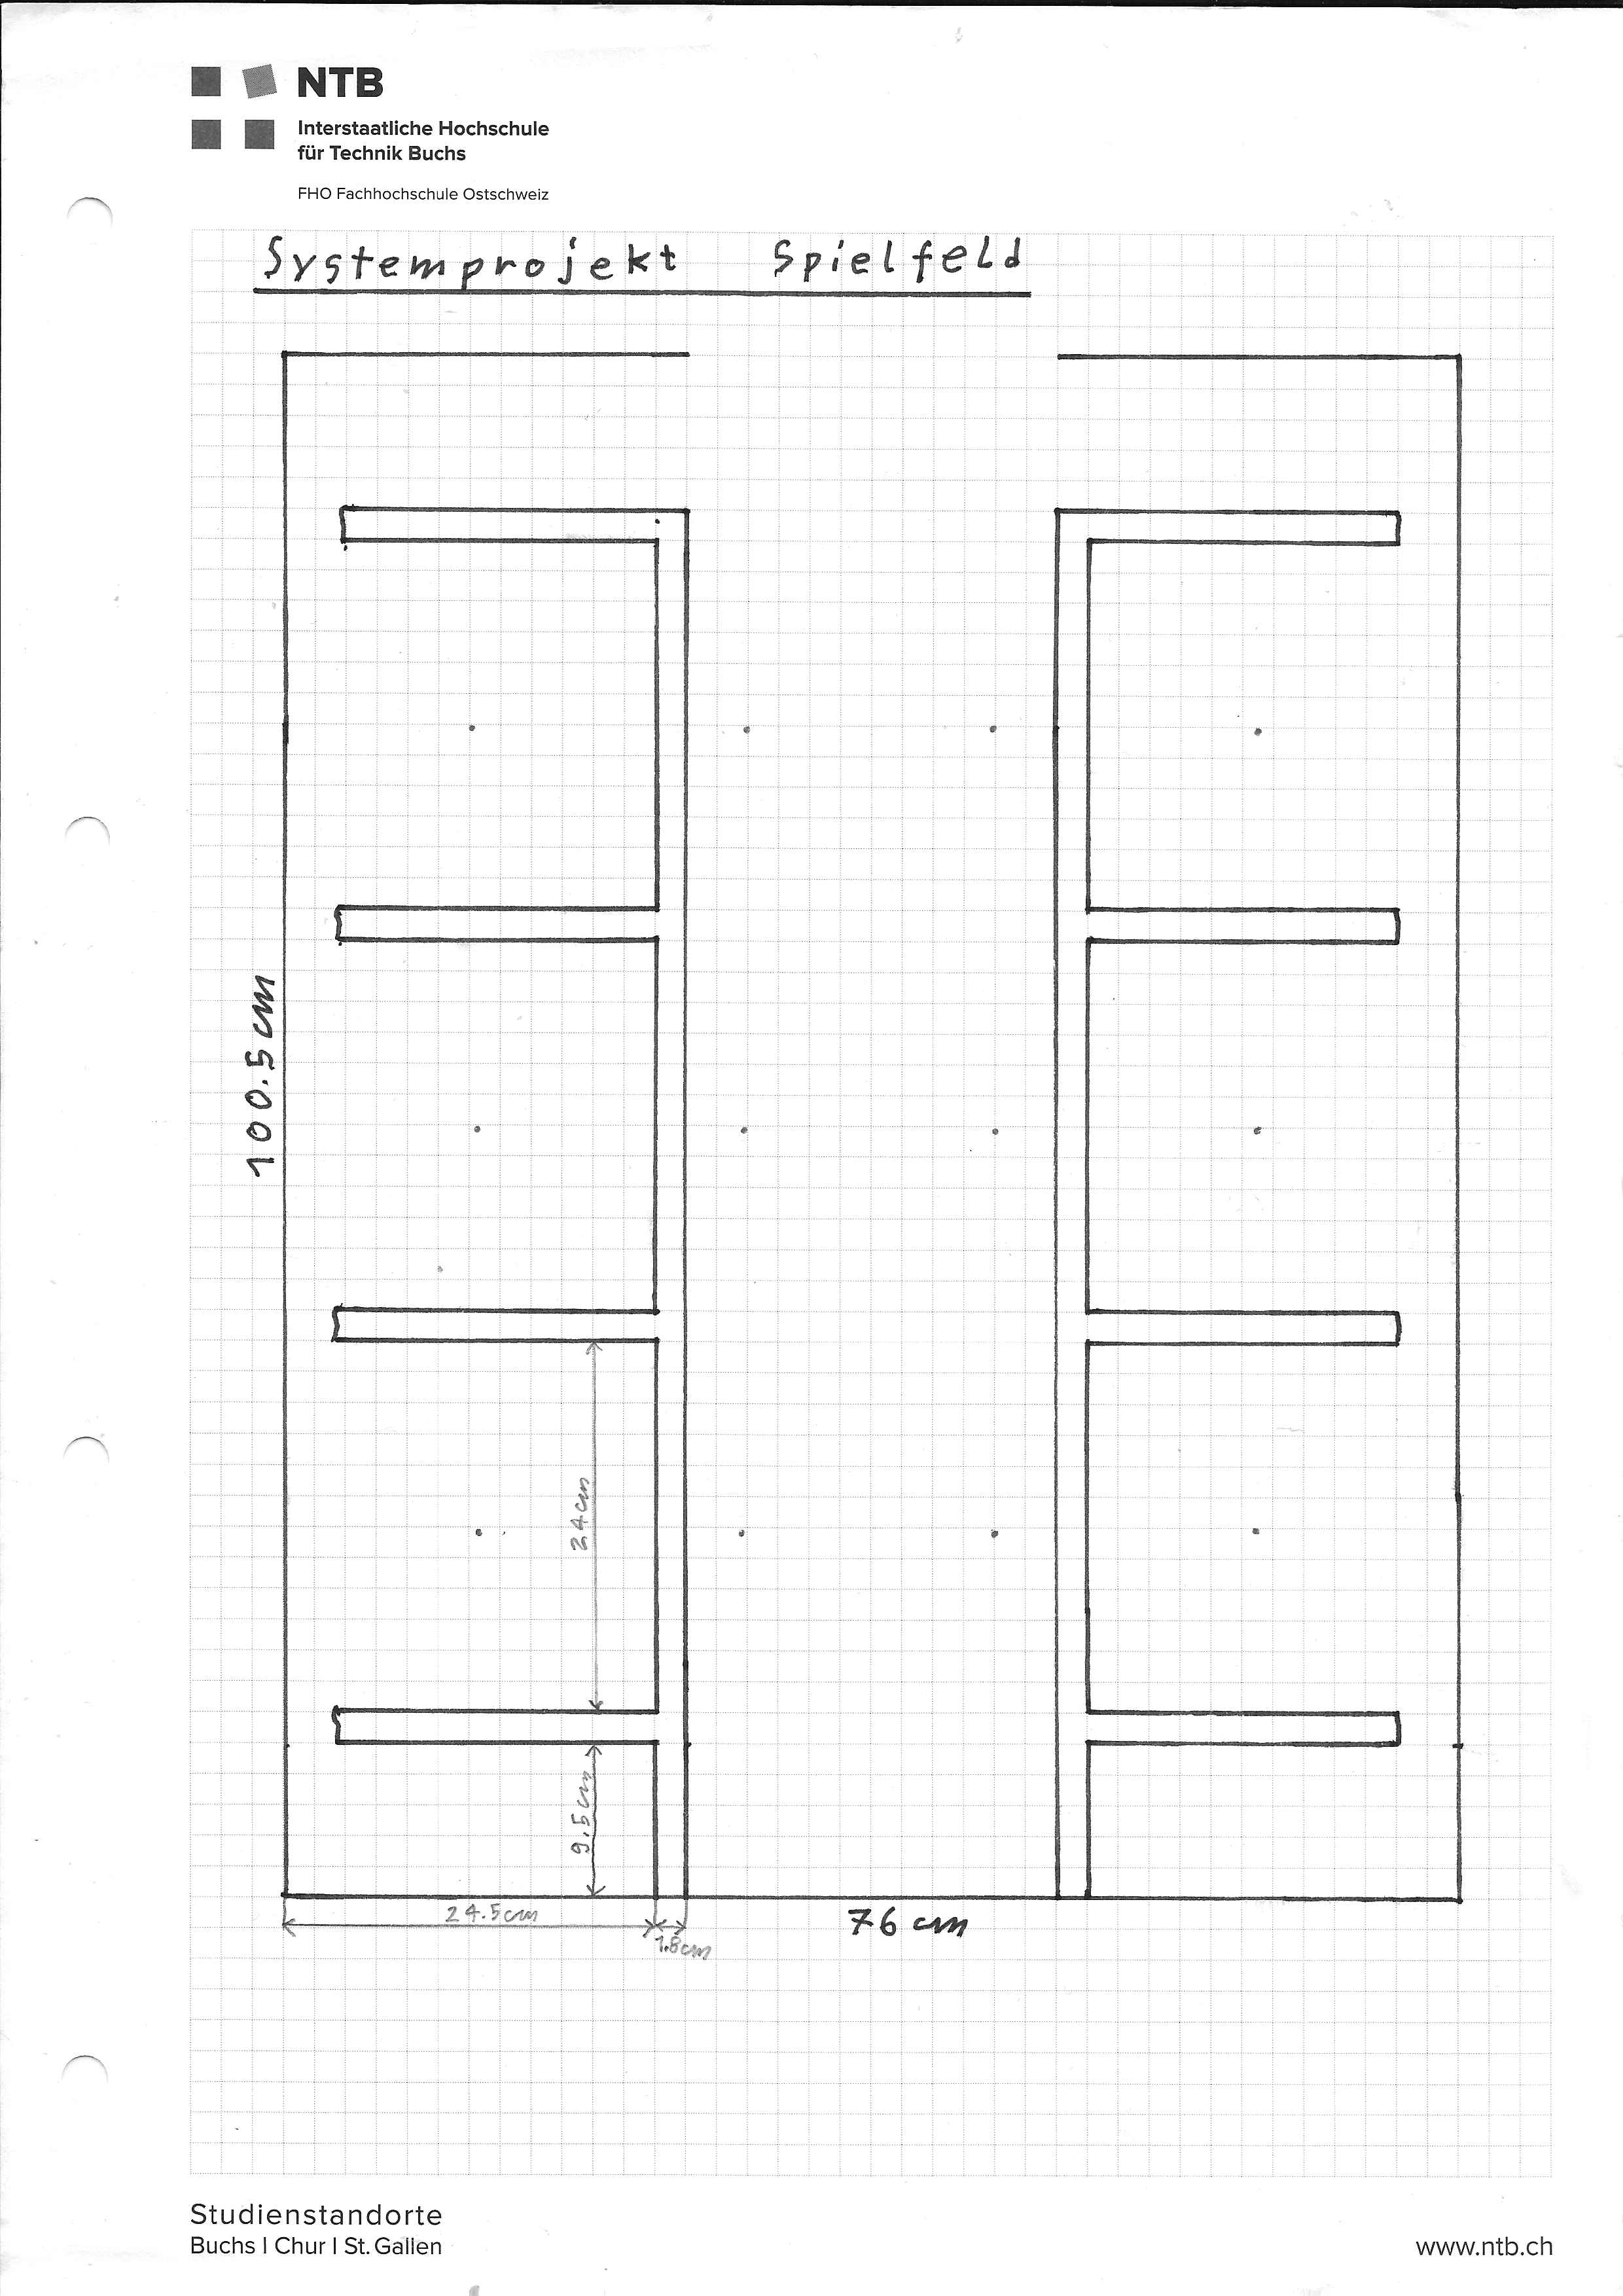 NTB
Interstaatliche Hochschule
für Technik Buchs
FHO Fachhochschule Ostschweiz
Systemprojekt Spielfeld
100.5cm
24cm
9.5cm
24.5cm
1.8cm
76 cm
Studienstandorte
Buchs | Chur | St. Gallen
www.ntb.ch